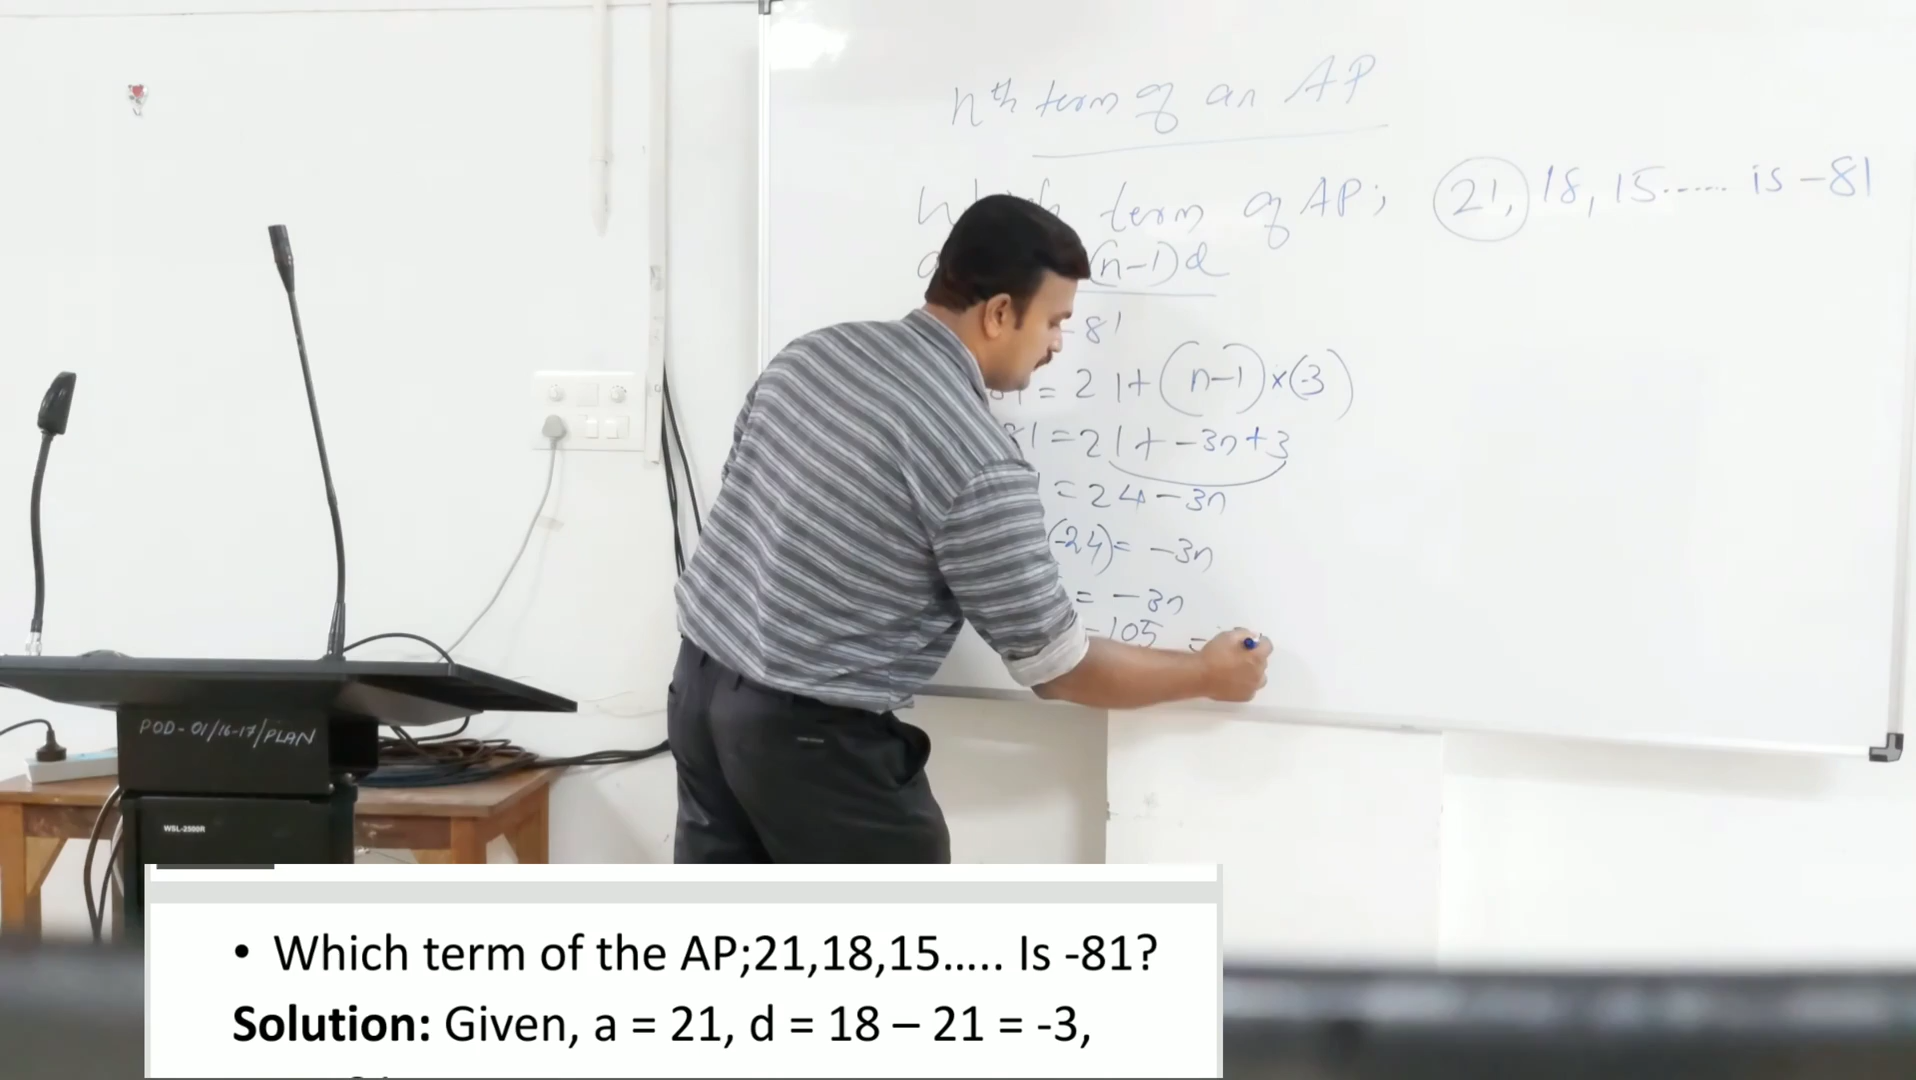 nth term of an AP
term of AP; 21, 18, 15...... is -81
(n-1)d
-81
= 21+(n-1)×(-3)
81 = 21+ -3n+3
= 24-3n
(-24)= -3n
= -3n
-105
POD-01/16-17/PLAN
WSL-2500R
• Which term of the AP;21,18,15..... Is -81?
Solution: Given, a = 21, d = 18 – 21 = -3,